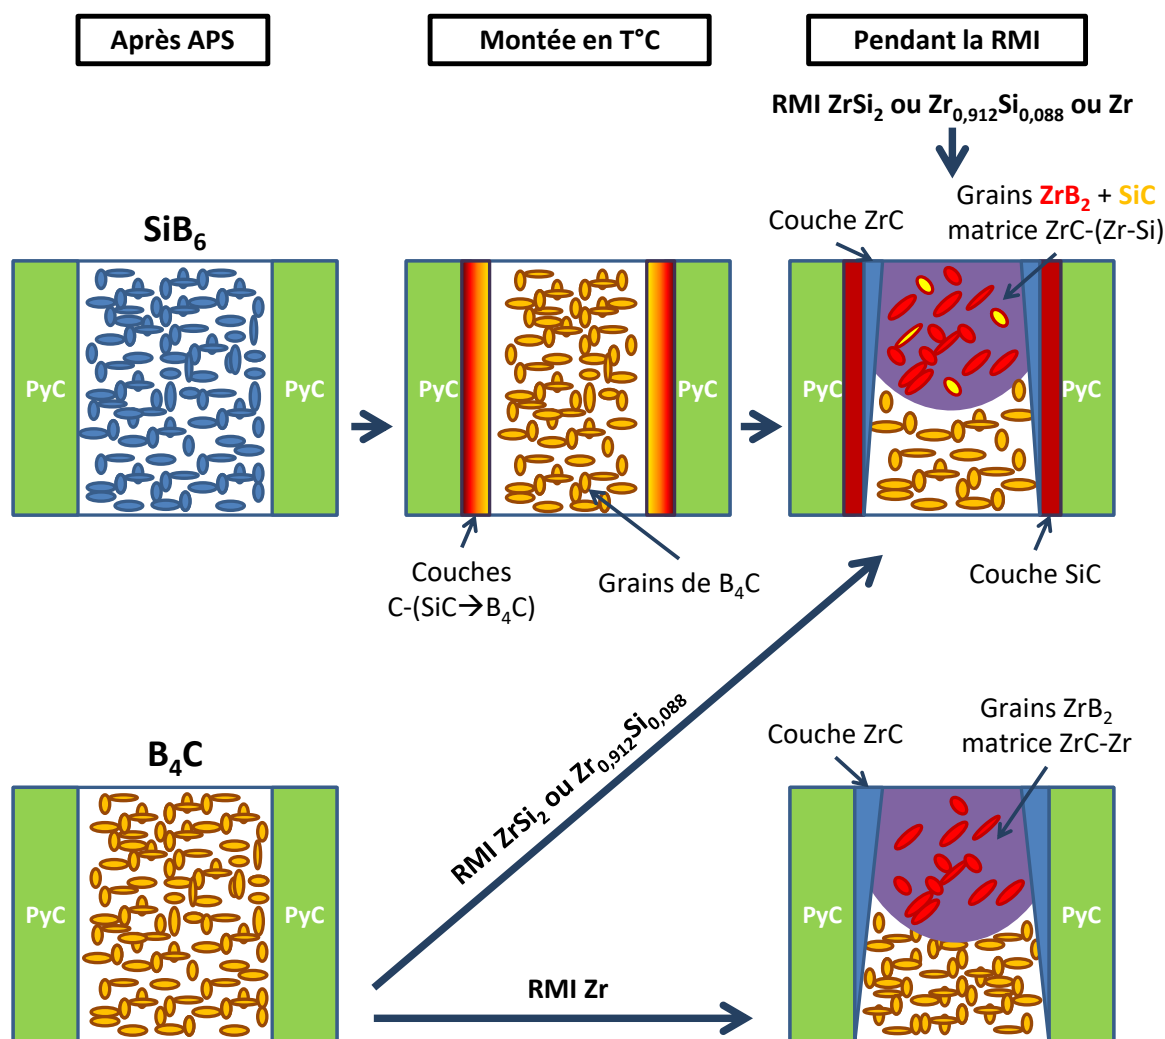 Après APS
Montée en T°C
Pendant la RMI
RMI ZrSi₂ ou Zr₀,₉₁₂Si₀,₀₈₈ ou Zr
Grains ZrB₂ + SiC
matrice ZrC-(Zr-Si)
Couche ZrC
SiB₆
PyC
PyC
PyC
PyC
PyC
PyC
Couches
C-(SiC→B₄C)
Grains de B₄C
Couche SiC
RMI ZrSi₂ ou Zr₀,₉₁₂Si₀,₀₈₈
B₄C
Couche ZrC
Grains ZrB₂
matrice ZrC-Zr
PyC
PyC
PyC
PyC
RMI Zr